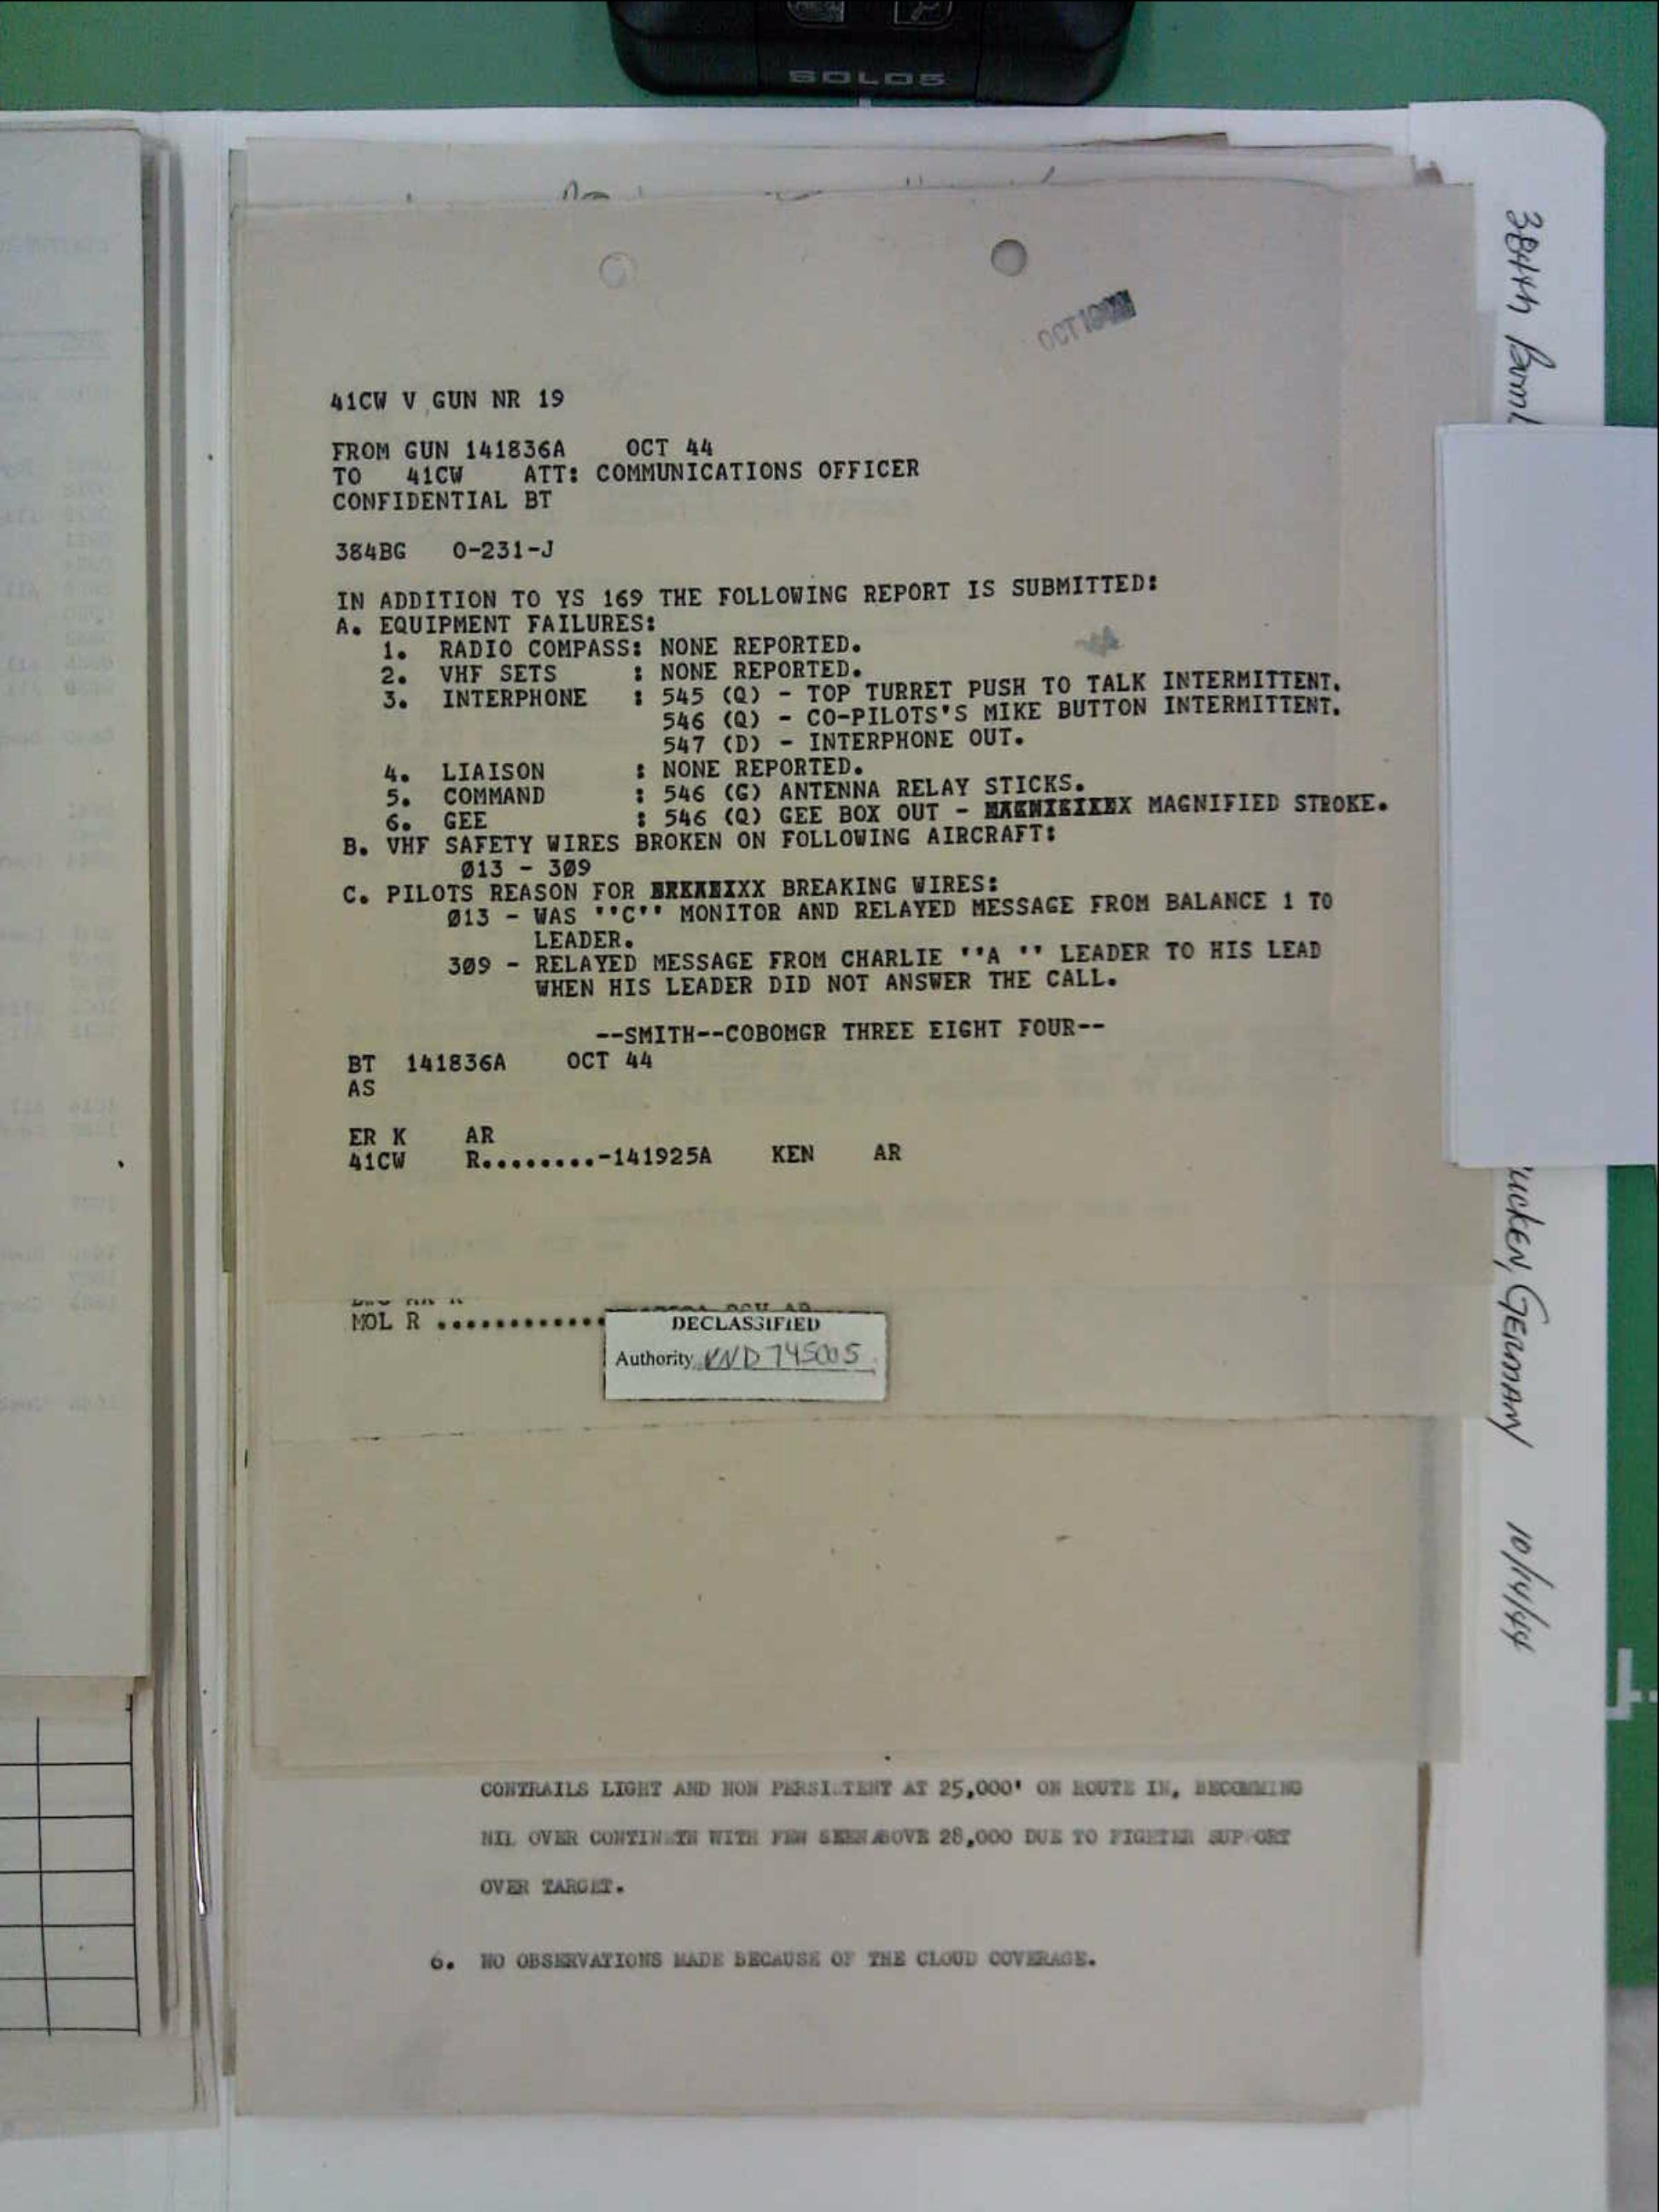 SOLOS
41CW V GUN NR 19
FROM GUN 141836A OCT 44
TO 41CW ATT: COMMUNICATIONS OFFICER
CONFIDENTIAL BT
384BG O-231-J
IN ADDITION TO YS 169 THE FOLLOWING REPORT IS SUBMITTED:
A. EQUIPMENT FAILURES:
1. RADIO COMPASS: NONE REPORTED.
2. VHF SETS : NONE REPORTED.
3. INTERPHONE : 545 (Q) - TOP TURRET PUSH TO TALK INTERMITTENT.
546 (Q) - CO-PILOTS'S MIKE BUTTON INTERMITTENT.
547 (D) - INTERPHONE OUT.
4. LIAISON : NONE REPORTED.
5. COMMAND : 546 (G) ANTENNA RELAY STICKS.
6. GEE : 546 (Q) GEE BOX OUT - MAGNIFIED STROKE.
B. VHF SAFETY WIRES BROKEN ON FOLLOWING AIRCRAFT:
Ø13 - 3Ø9
C. PILOTS REASON FOR BREAKING WIRES:
Ø13 - WAS ''C'' MONITOR AND RELAYED MESSAGE FROM BALANCE 1 TO
LEADER.
3Ø9 - RELAYED MESSAGE FROM CHARLIE ''A '' LEADER TO HIS LEAD
WHEN HIS LEADER DID NOT ANSWER THE CALL.
--SMITH--COBOMGR THREE EIGHT FOUR--
BT 141836A OCT 44
AS
ER K AR
41CW R.........-141925A KEN AR
MOL R ............
DECLASSIFIED
Authority NND 745005
CONTRAILS LIGHT AND NON PERSI.TENT AT 25,000' ON ROUTE IN, BECOMMING
NIL OVER WITH FEW SEEN ABOVE 28,000 DUE TO FIGHTER SUPPORT
OVER TARGET.
6. NO OBSERVATIONS MADE BECAUSE OF THE CLOUD COVERAGE.
384th Bomb
ucken, Germany 10/14/44